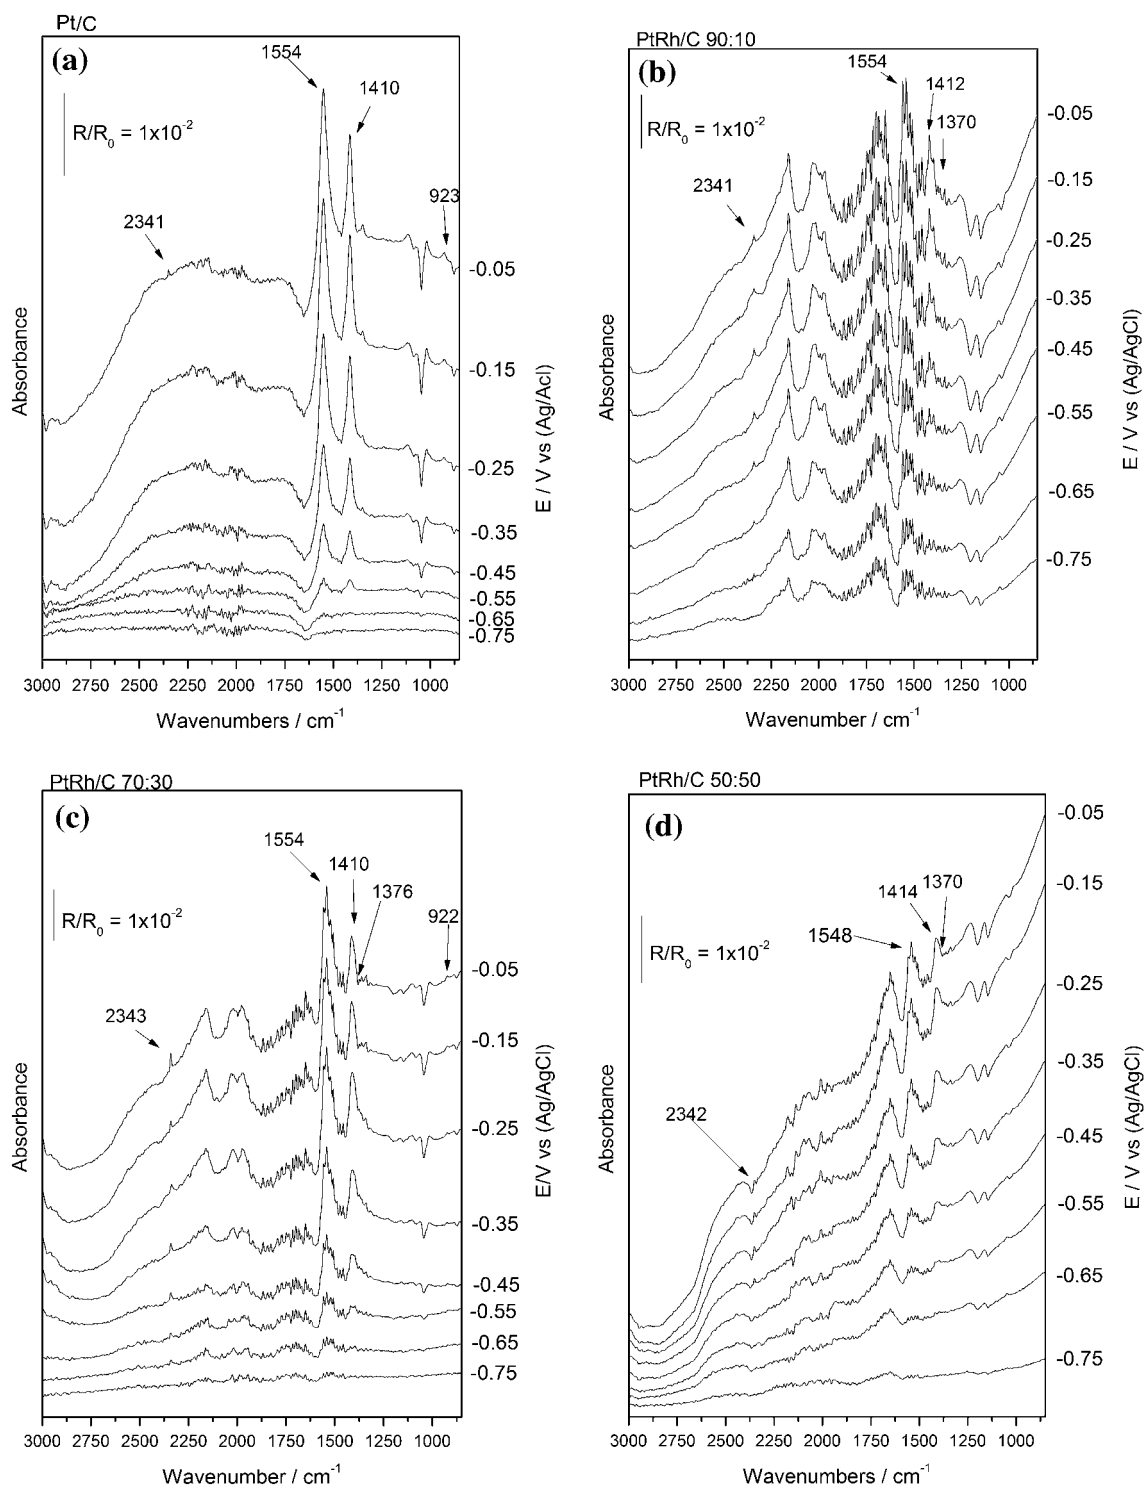 Pt/C
(a)
1554
1410
R/R0 = 1x10-2
2341
923
-0.05
-0.15
-0.25
-0.35
-0.45
-0.55
-0.65
-0.75
Absorbance
E / V vs (Ag/Acl)
3000 2750 2500 2250 2000 1750 1500 1250 1000
Wavenumbers / cm-1
PtRh/C 90:10
(b)
1554
1412
1370
R/R0 = 1x10-2
2341
-0.05
-0.15
-0.25
-0.35
-0.45
-0.55
-0.65
-0.75
Absorbance
E / V vs (Ag/AgCl)
3000 2750 2500 2250 2000 1750 1500 1250 1000
Wavenumber / cm-1
PtRh/C 70:30
(c)
1554
1410
1376
R/R0 = 1x10-2
922
2343
-0.05
-0.15
-0.25
-0.35
-0.45
-0.55
-0.65
-0.75
Absorbance
E/V vs (Ag/AgCl)
3000 2750 2500 2250 2000 1750 1500 1250 1000
Wavenumber / cm-1
PtRh/C 50:50
(d)
1414
1370
1548
R/R0 = 1x10-2
2342
-0.05
-0.15
-0.25
-0.35
-0.45
-0.55
-0.65
-0.75
Absorbance
E / V vs (Ag/AgCl)
3000 2750 2500 2250 2000 1750 1500 1250 1000
Wavenumbers / cm-1